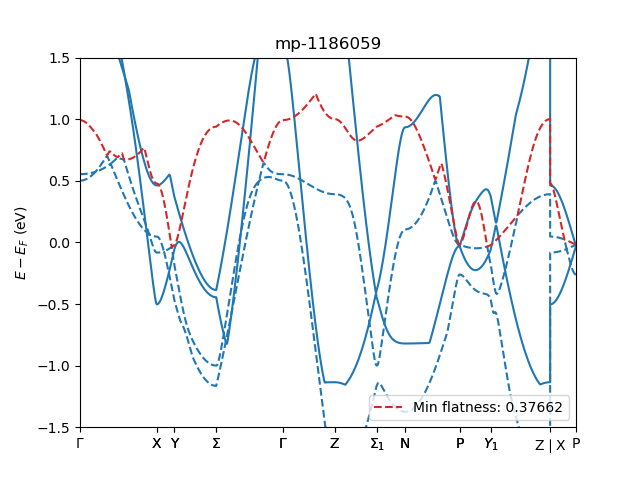 mp-1186059
E − E_F (eV)
1.5
1.0
0.5
0.0
−0.5
−1.0
−1.5
Γ X Y Σ Γ Z Σ₁ N P Y₁ Z | X P
Min flatness: 0.37662